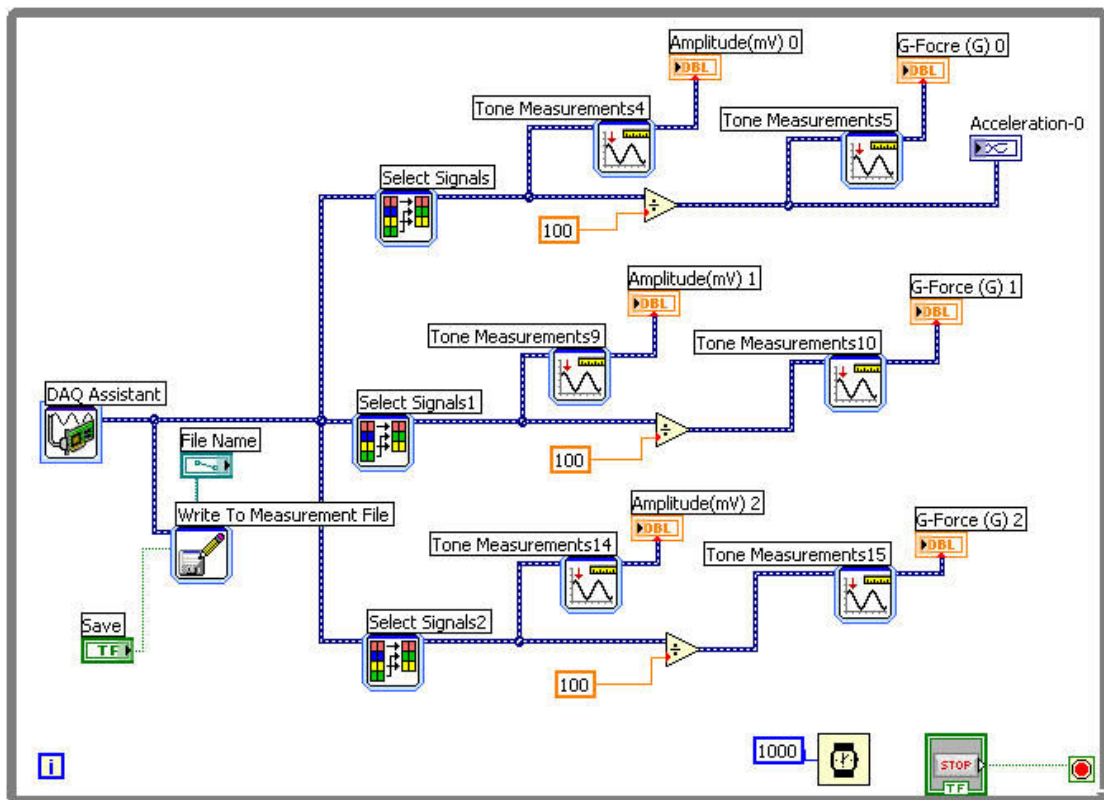 Amplitude(mV) 0
DBL
G-Focre (G) 0
DBL
Tone Measurements4
Tone Measurements5
Acceleration-0
Select Signals
÷
100
Amplitude(mV) 1
DBL
G-Force (G) 1
DBL
Tone Measurements9
Tone Measurements10
DAQ Assistant
Select Signals1
÷
File Name
100
Write To Measurement File
Amplitude(mV) 2
DBL
G-Force (G) 2
DBL
Tone Measurements14
Tone Measurements15
Save
TF
Select Signals2
÷
100
i
1000
STOP
TF